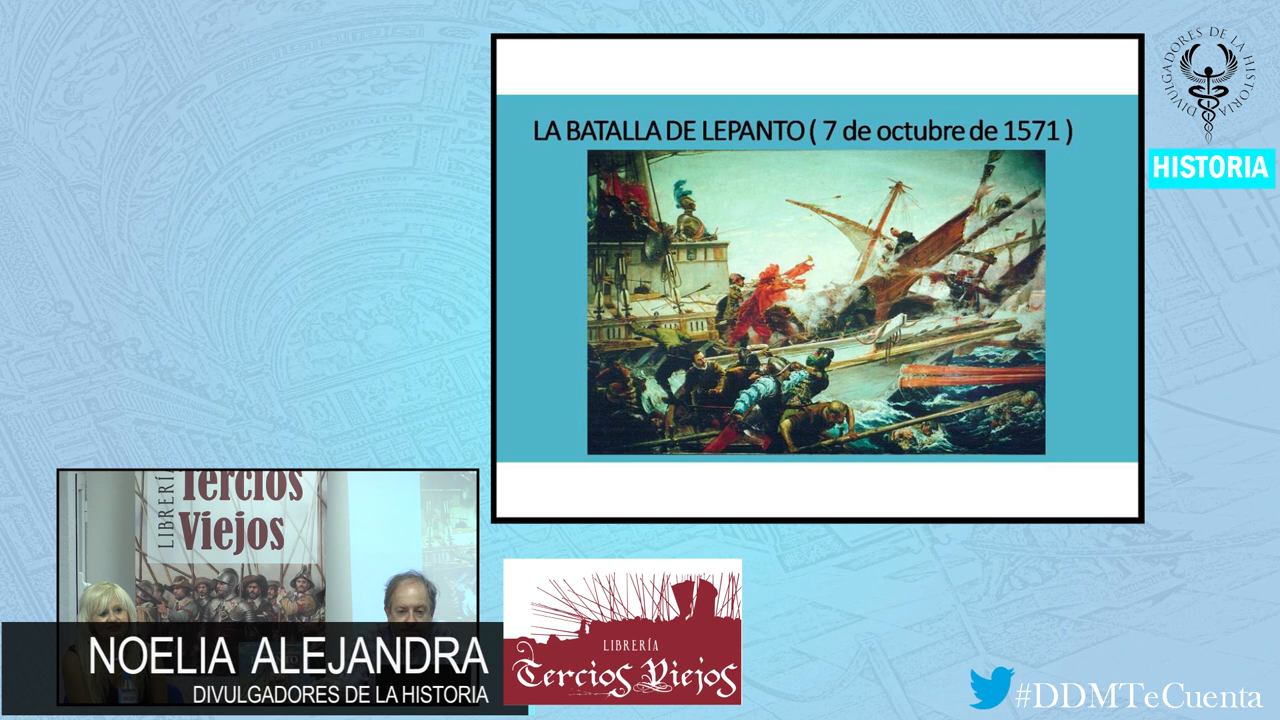 LA BATALLA DE LEPANTO ( 7 de octubre de 1571 )
DIVULGADORES DE LA HISTORIA
HISTORIA
LIBRERÍA
Tercios
Viejos
NOELIA ALEJANDRA
DIVULGADORES DE LA HISTORIA
LIBRERÍA
Tercios Viejos
#DDMTeCuenta